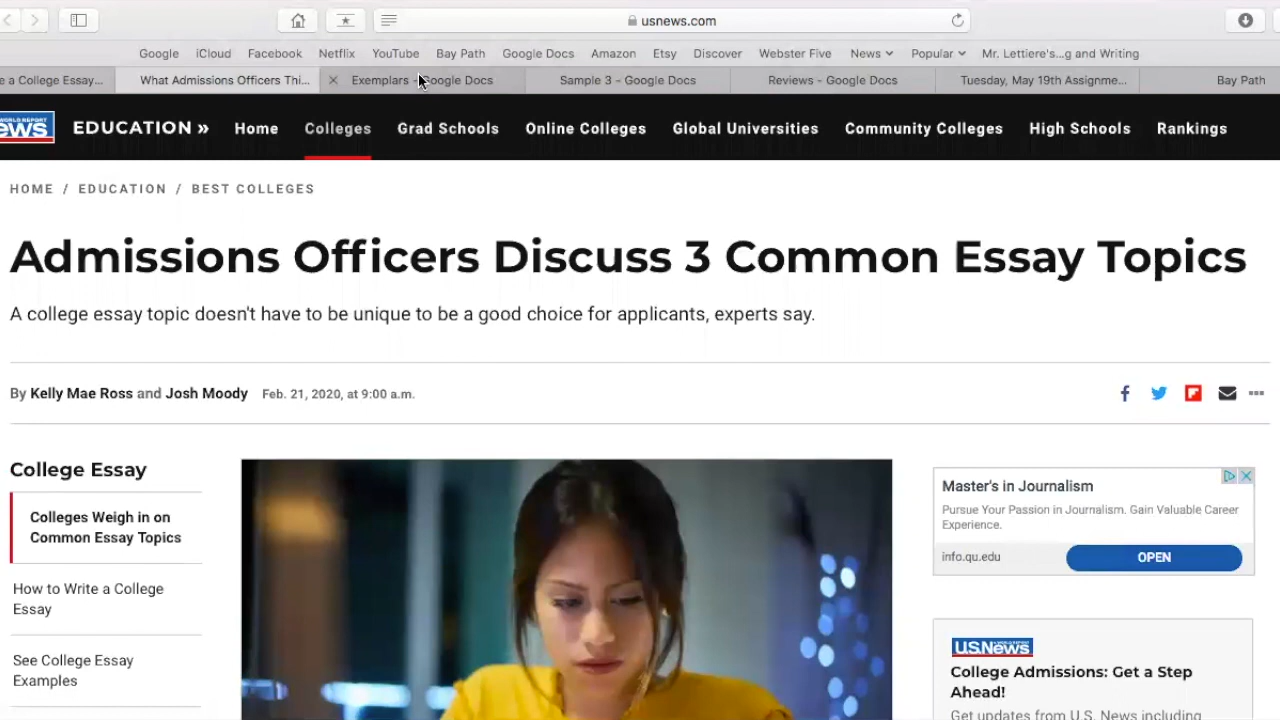 usnews.com
Google iCloud Facebook Netflix YouTube Bay Path Google Docs Amazon Etsy Discover Webster Five News Popular Mr. Lettiere's...g and Writing
e a College Essay... What Admissions Officers Thi... Exemplars - Google Docs Sample 3 - Google Docs Reviews - Google Docs Tuesday, May 19th Assignme... Bay Path
WORLD REPORT
ews EDUCATION » Home Colleges Grad Schools Online Colleges Global Universities Community Colleges High Schools Rankings
HOME / EDUCATION / BEST COLLEGES
Admissions Officers Discuss 3 Common Essay Topics
A college essay topic doesn't have to be unique to be a good choice for applicants, experts say.
By Kelly Mae Ross and Josh Moody Feb. 21, 2020, at 9:00 a.m.
College Essay
Colleges Weigh in on
Common Essay Topics
How to Write a College
Essay
See College Essay
Examples
Master's in Journalism
Pursue Your Passion in Journalism. Gain Valuable Career
Experience.
info.qu.edu OPEN
U.S.News
College Admissions: Get a Step
Ahead!
Get updates from U.S. News including